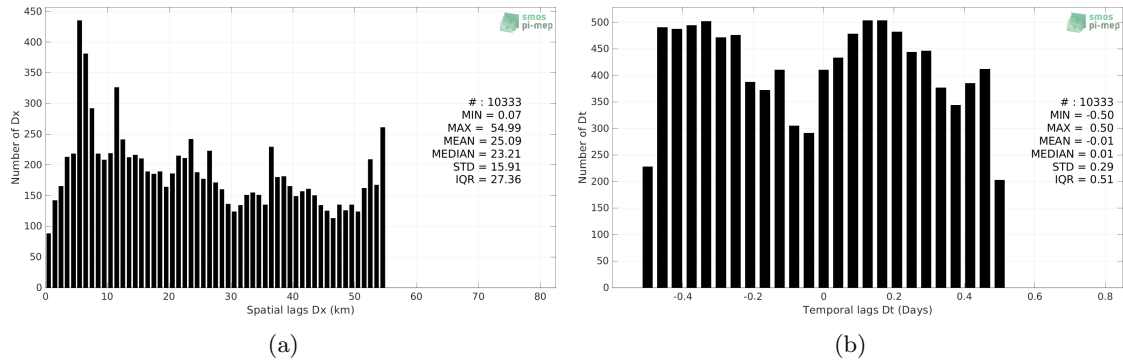 450
400
350
300
250
200
150
100
50
0
Number of Dx
0 10 20 30 40 50 60 70 80
Spatial lags Dx (km)
smos
pi-mep
# : 10333
MIN = 0.07
MAX = 54.99
MEAN = 25.09
MEDIAN = 23.21
STD = 15.91
IQR = 27.36
(a)
500
450
400
350
300
250
200
150
100
50
0
Number of Dt
-0.4 -0.2 0 0.2 0.4 0.6 0.8
Temporal lags Dt (Days)
smos
pi-mep
# : 10333
MIN = -0.50
MAX = 0.50
MEAN = -0.01
MEDIAN = 0.01
STD = 0.29
IQR = 0.51
(b)